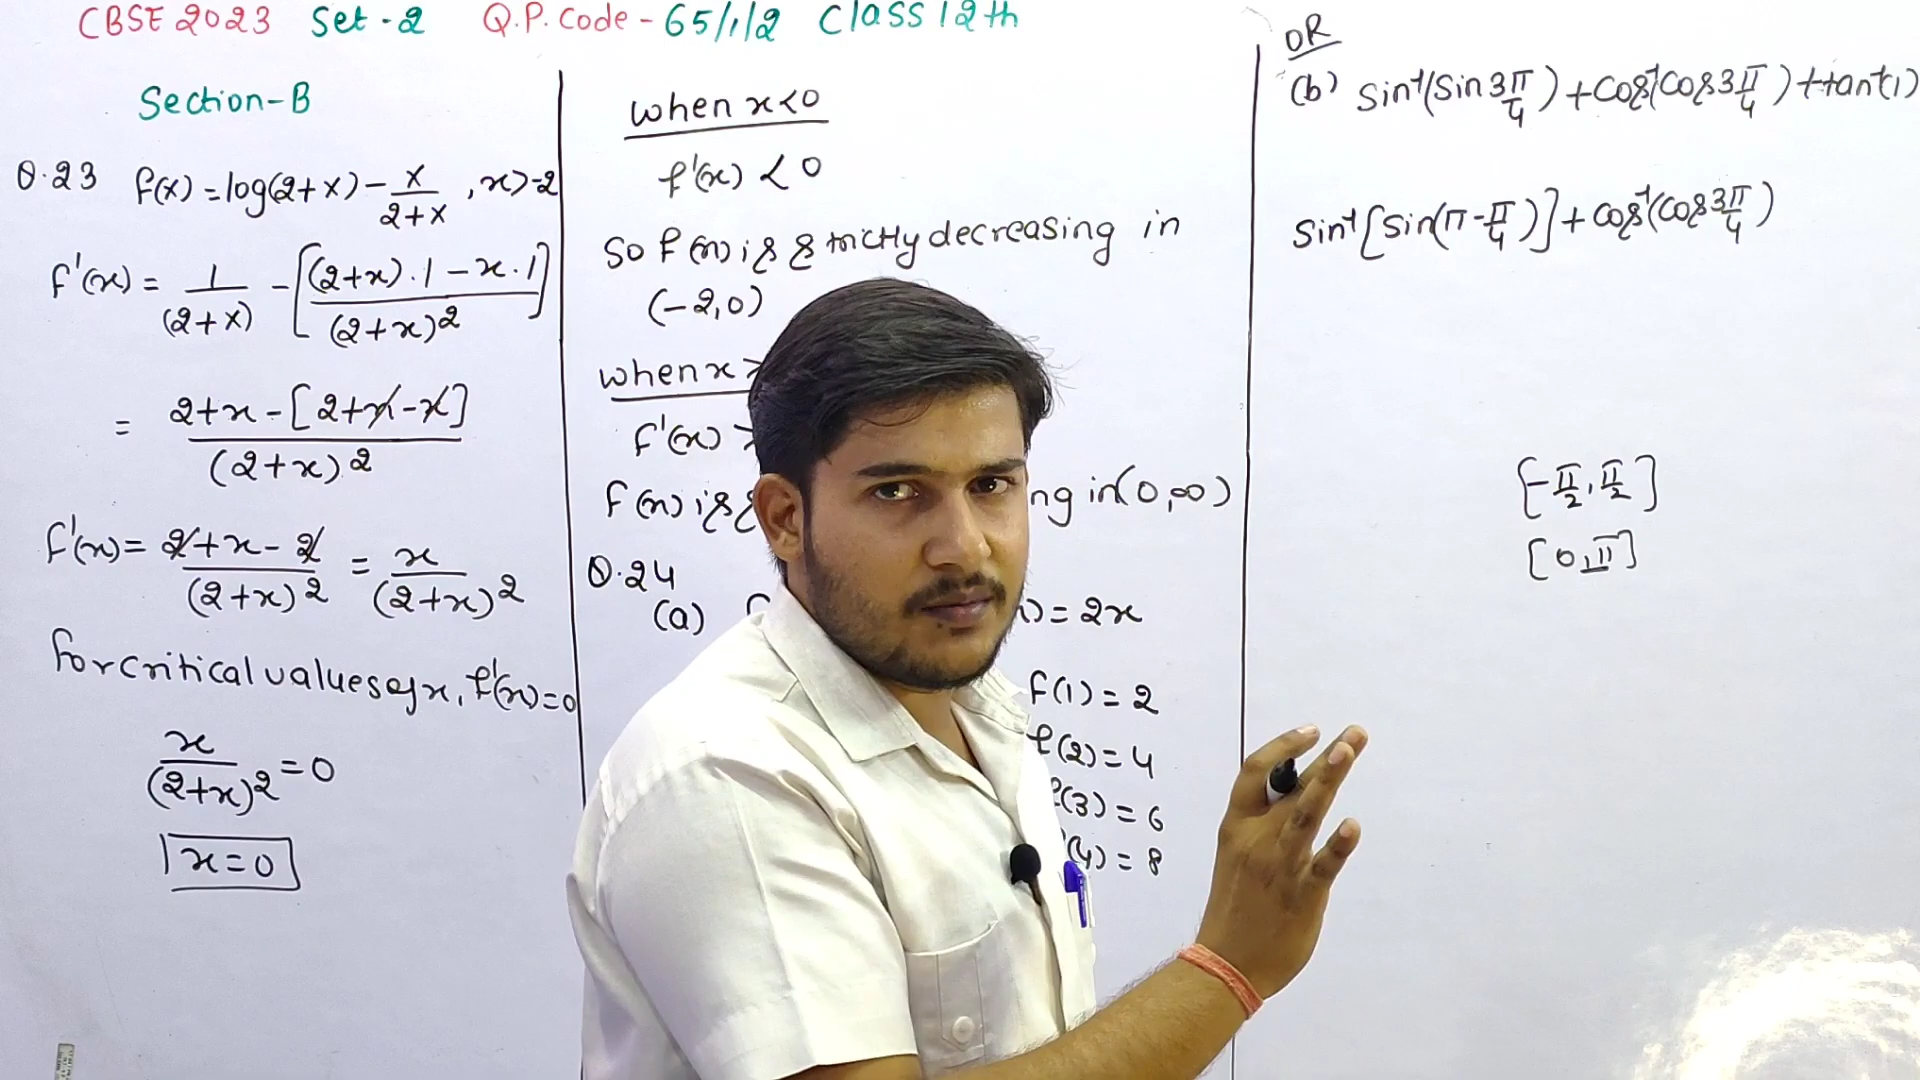 CBSE 2023 Set-2 Q.P. Code - 65/1/2 Class 12th
Section-B
Q.23 f(x) = log(2+x) - x/(2+x) , x>-2
f'(x) = 1/(2+x) - [((2+x).1 - x.1)/(2+x)²]
= (2+x-[2+x-x])/(2+x)²
f'(x) = (2+x-2)/(2+x)² = x/(2+x)²
for critical values of x, f'(x)=0
x/(2+x)² = 0
x=0
when x<0
f'(x) < 0
So f(x) is strictly decreasing in
(-2,0)
when x >
f'(x) >
f(x) is ng in (0,∞)
Q.24
(a) ) = 2x
f(1) = 2
f(2) = 4
f(3) = 6
(4) = 8
OR
(b) Sin⁻¹(Sin 3π/4) + Cos⁻¹(Cos 3π/4) + tan⁻¹(1)
Sin⁻¹[Sin(π-π/4)] + Cos⁻¹(Cos 3π/4)
[-π/2, π/2]
[0, π]